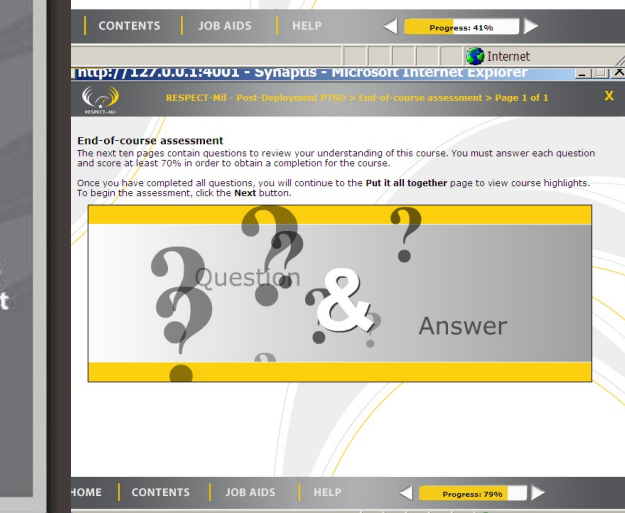 t
CONTENTS JOB AIDS HELP Progress: 41%
Internet
http://127.0.0.1:4001 - Synaptis - Microsoft Internet Explorer
RESPECT-Mil
RESPECT-Mil - Post-Deployment PTSD > End-of-course assessment > Page 1 of 1 X
End-of-course assessment
The next ten pages contain questions to review your understanding of this course. You must answer each question
and score at least 70% in order to obtain a completion for the course.
Once you have completed all questions, you will continue to the Put it all together page to view course highlights.
To begin the assessment, click the Next button.
? ? ? ? ? ? ?
Question & Answer
HOME CONTENTS JOB AIDS HELP Progress: 79%